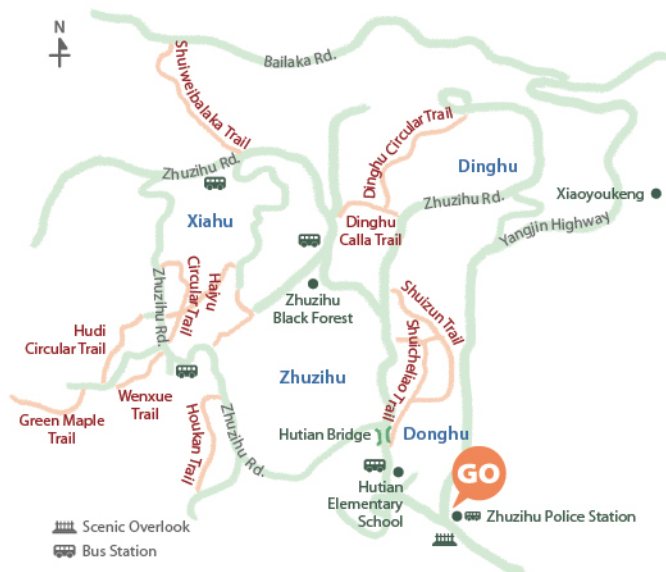 N
Bailaka Rd.
Shuiweibalaka Trail
Zhuzihu Rd.
Dinghu Circular Trail
Dinghu
Xiaoyoukeng
Zhuzihu Rd.
Yangjin Highway
Xiahu
Dinghu
Calla Trail
Zhuzihu
Black Forest
Haiyu
Circular Trail
Zhuzihu Rd.
Shuizun Trail
Hudi
Circular Trail
Shuicheliao Trail
Zhuzihu
Wenxue
Trail
Green Maple
Trail
Houkan Trail
Zhuzihu Rd.
Hutian Bridge
Donghu
GO
Hutian
Elementary
School
Zhuzihu Police Station
Scenic Overlook
Bus Station